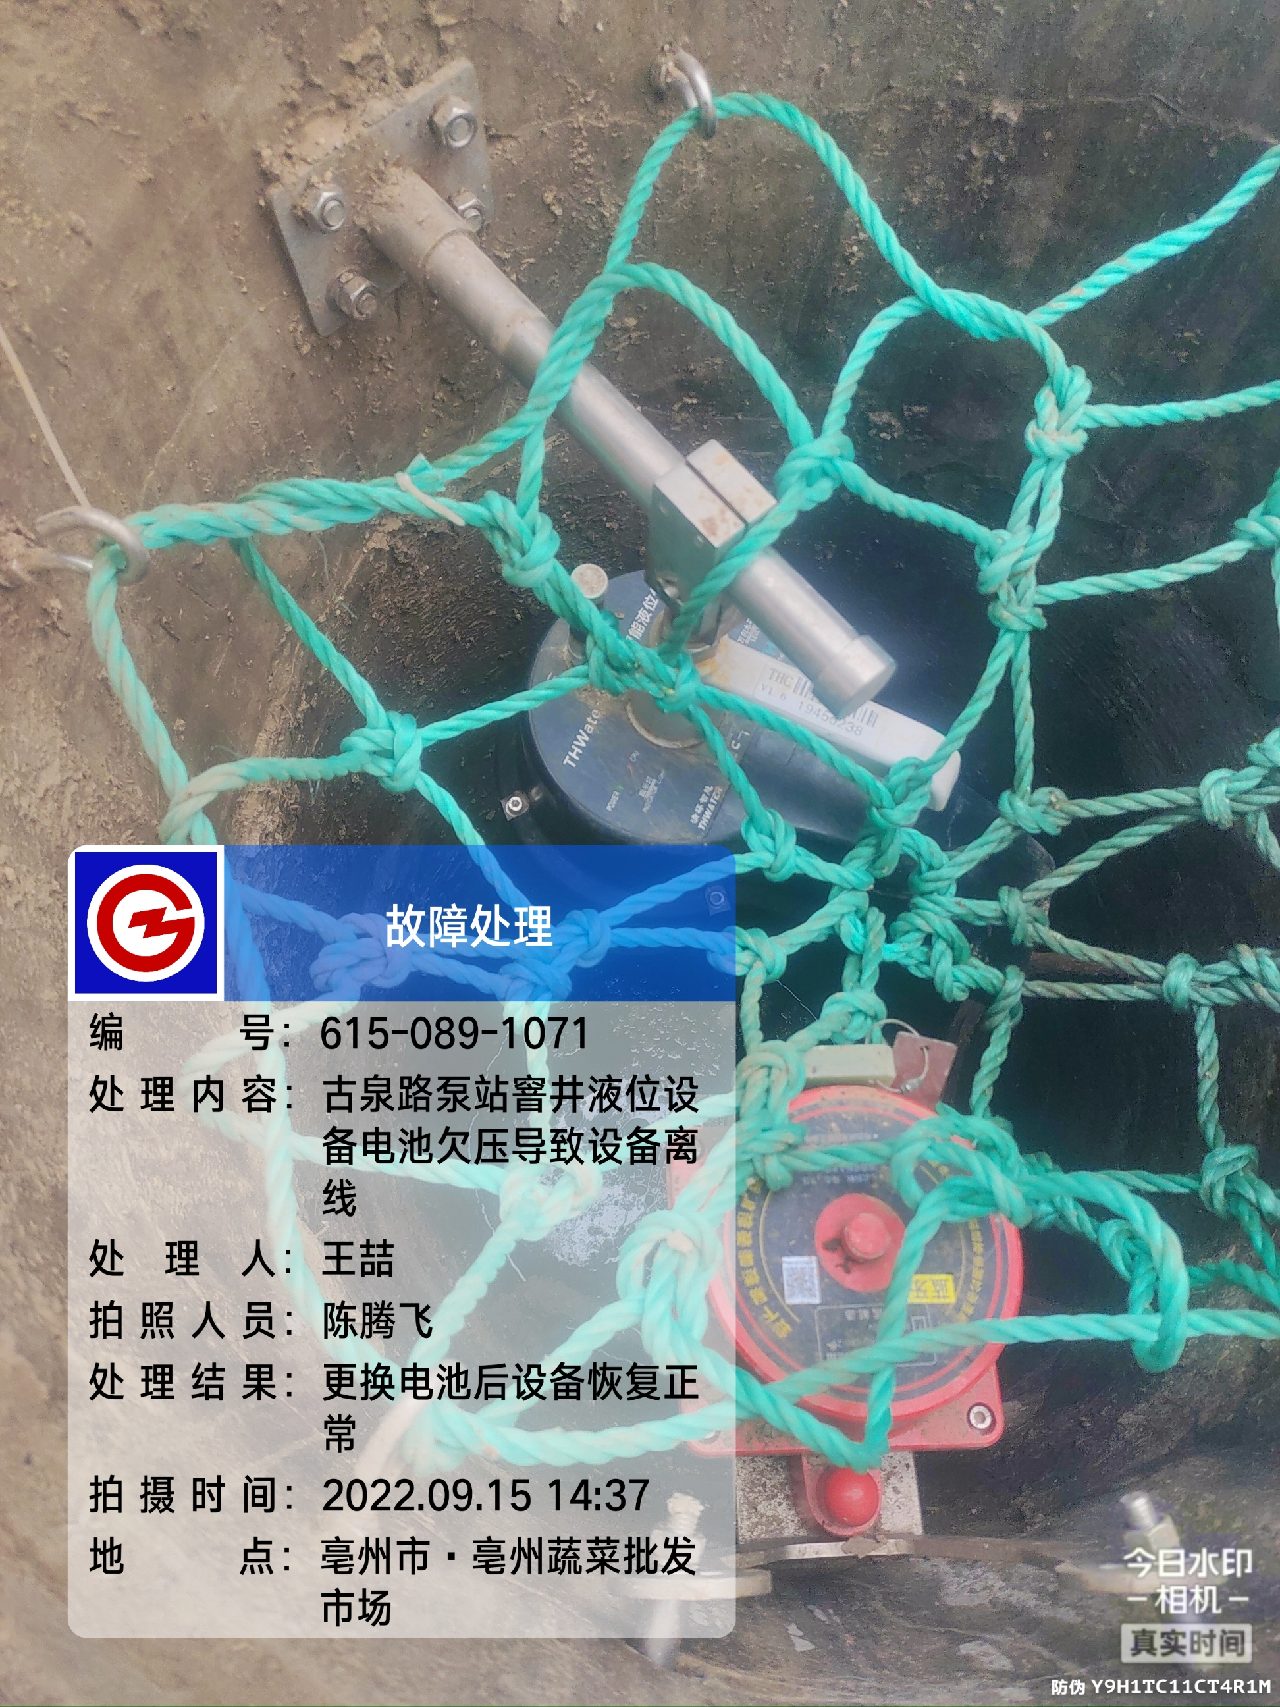 THWate
THWATER
故障处理
编号：615-089-1071
处理内容：古泉路泵站窨井液位设
备电池欠压导致设备离
线
处理人：王喆
拍照人员：陈腾飞
处理结果：更换电池后设备恢复正
常
拍摄时间：2022.09.15 14:37
地点：亳州市·亳州蔬菜批发
市场
今日水印
相机
真实时间
防伪 Y9H1TC11CT4R1M